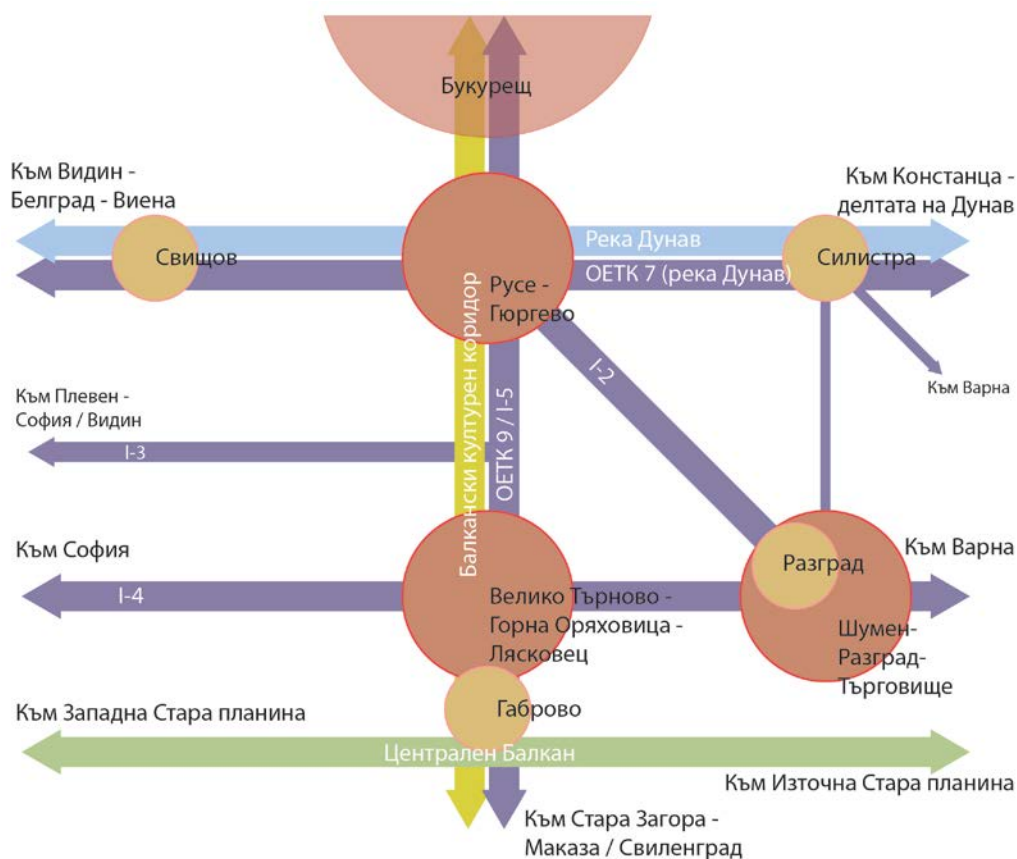 Букурещ
Към Видин -
Белград - Виена
Към Констанца -
делтата на Дунав
Река Дунав
Свищов
Силистра
ОЕТК 7 (река Дунав)
Русе -
Гюргево
Балкански културен коридор
ОЕТК 9 / I-5
I-2
Към Варна
Към Плевен -
София / Видин
I-3
Към София
I-4
Разград
Към Варна
Велико Търново -
Горна Оряховица -
Лясковец
Шумен-
Разград-
Търговище
Габрово
Към Западна Стара планина
Централен Балкан
Към Източна Стара планина
Към Стара Загора -
Маказа / Свиленград